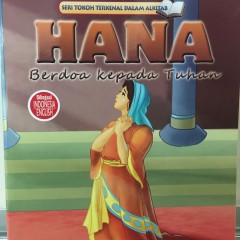 SERI TOKOH TERKENAL DALAM ALKITAB
HANA
Berdoa kepada Tuhan
Bilingual
INDONESIA
ENGLISH